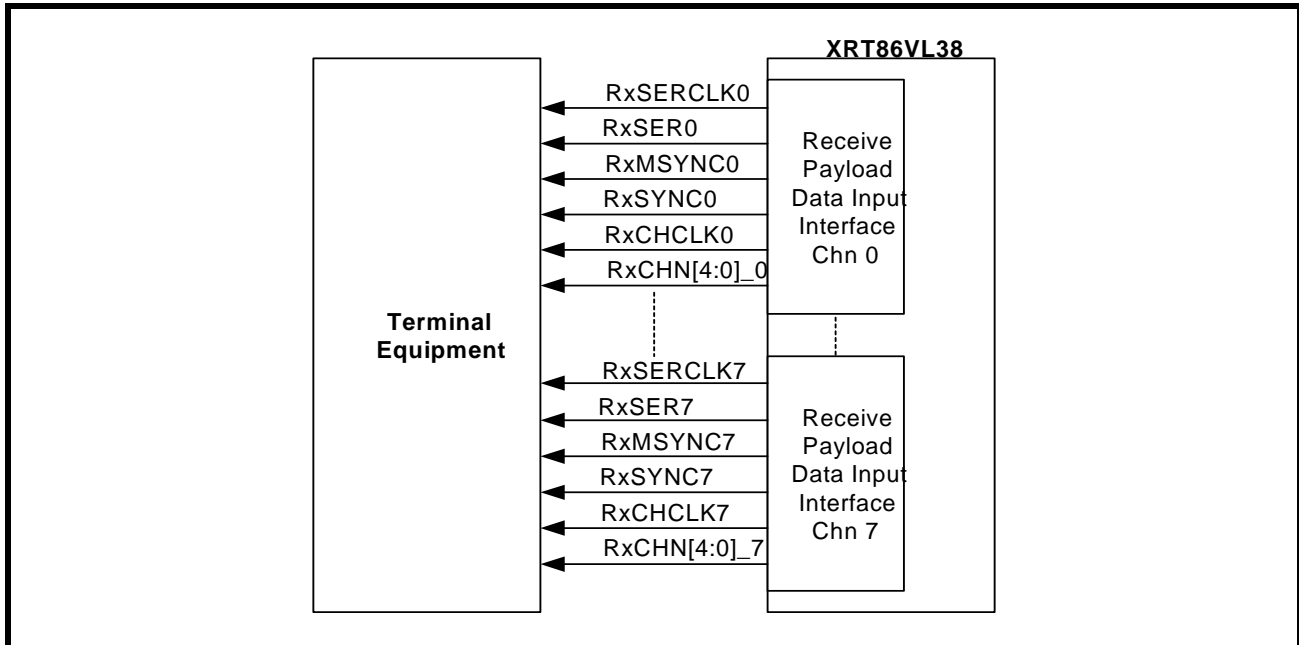 XRT86VL38
RxSERCLK0
RxSER0
RxMSYNC0
RxSYNC0
RxCHCLK0
RxCHN[4:0]_0
Receive
Payload
Data Input
Interface
Chn 0
Terminal
Equipment
RxSERCLK7
RxSER7
RxMSYNC7
RxSYNC7
RxCHCLK7
RxCHN[4:0]_7
Receive
Payload
Data Input
Interface
Chn 7